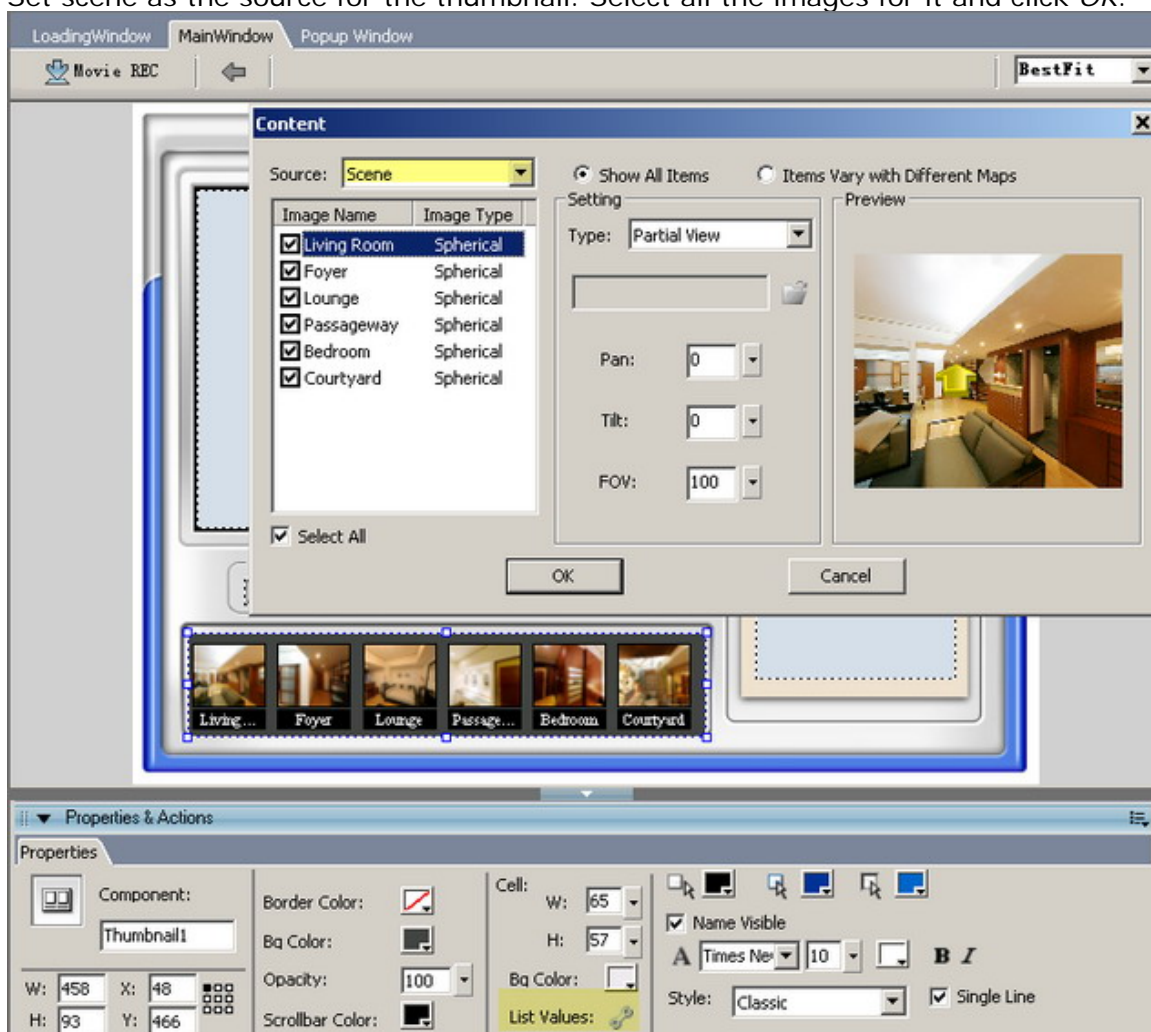 Set scene as the source for the thumbnail. Select all the images for it and click OK.
LoadingWindow MainWindow Popup Window
Movie REC BestFit
Content
Source: Scene Show All Items Items Vary with Different Maps
Image Name Image Type Setting Preview
Living Room Spherical Type: Partial View
Foyer Spherical
Lounge Spherical
Passageway Spherical
Bedroom Spherical Pan: 0
Courtyard Spherical
Tilt: 0
FOV: 100
Select All
OK Cancel
Living... Foyer Lounge Passage... Bedroom Courtyard
Properties & Actions
Properties
Component:
Thumbnail1
W: 458 X: 48
H: 93 Y: 466
Border Color:
Bg Color:
Opacity: 100
Scrollbar Color:
Cell:
W: 65
H: 57
Bg Color:
List Values:
Name Visible
A Times Ne 10 B I
Style: Classic Single Line